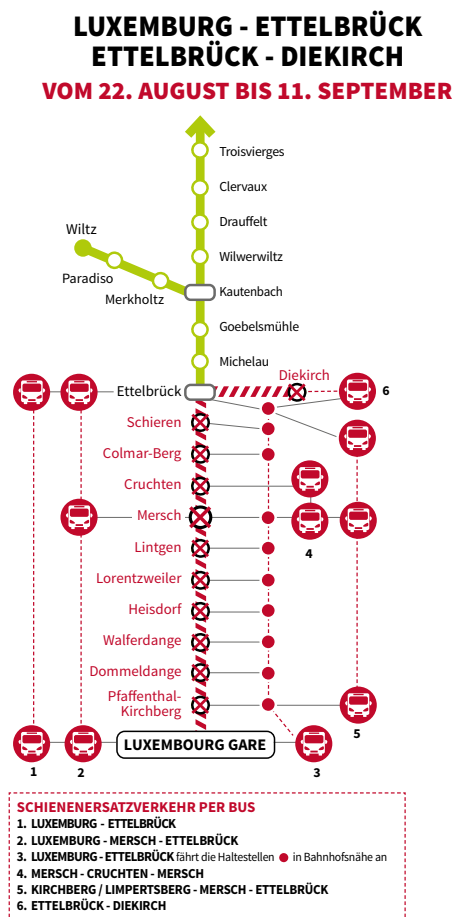 LUXEMBURG - ETTELBRÜCK
ETTELBRÜCK - DIEKIRCH
VOM 22. AUGUST BIS 11. SEPTEMBER
Troisvierges
Clervaux
Drauffelt
Wiltz
Wilwerwiltz
Paradiso
Merkholtz
Kautenbach
Goebelsmühle
Michelau
Diekirch
Ettelbrück
6
Schieren
Colmar-Berg
Cruchten
Mersch
Lintgen
4
Lorentzweiler
Heisdorf
Walferdange
Dommeldange
Pfaffenthal-
Kirchberg
5
LUXEMBOURG GARE
1
2
3
SCHIENENERSATZVERKEHR PER BUS
1. LUXEMBURG - ETTELBRÜCK
2. LUXEMBURG - MERSCH - ETTELBRÜCK
3. LUXEMBURG - ETTELBRÜCK fährt die Haltestellen ● in Bahnhofsnähe an
4. MERSCH - CRUCHTEN - MERSCH
5. KIRCHBERG / LIMPERTSBERG - MERSCH - ETTELBRÜCK
6. ETTELBRÜCK - DIEKIRCH